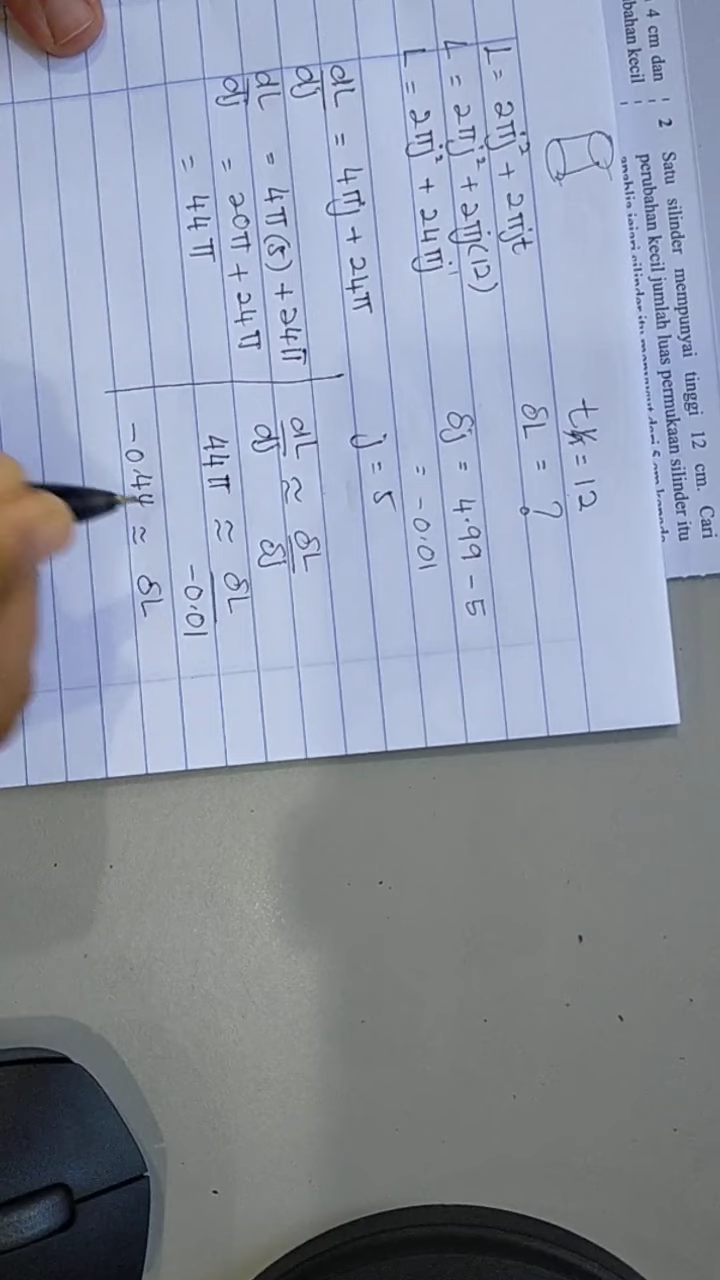 4 cm dan
bahan kecil
2 Satu silinder mempunyai tinggi 12 cm. Cari
perubahan kecil jumlah luas permukaan silinder itu
L = 2πj² + 2πjt
L = 2πj² + 2πj(12)
L = 2πj² + 24πj
dL/dj = 4πj + 24π
dL/dj = 4π(5) + 24π
= 20π + 24π
= 44π
t = 12
δL = ?
δj = 4.99 - 5
= -0.01
j = 5
dL/dj ≈ δL/δj
44π ≈ δL/-0.01
-0.44 ≈ δL